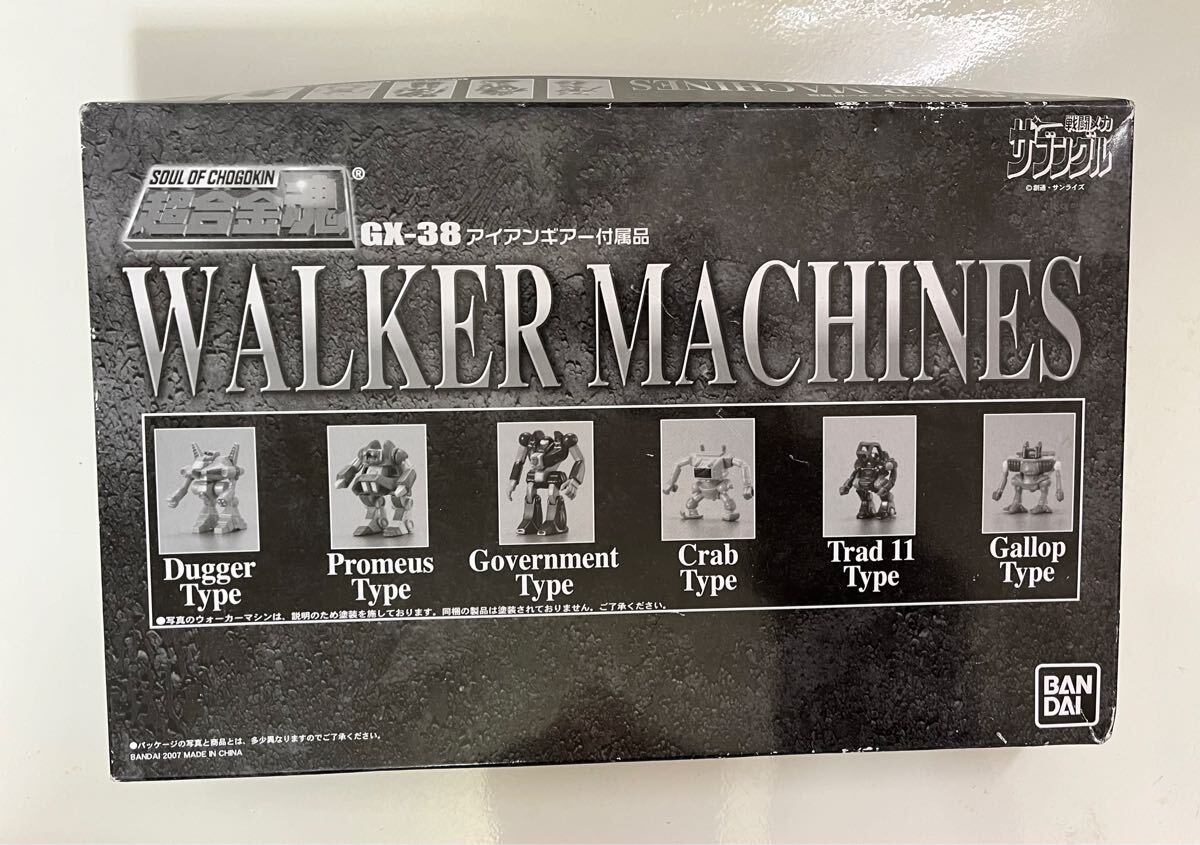 WALKER MACHINES
戦闘メカ
ザブングル
©創通・サンライズ
SOUL OF CHOGOKIN
超合金魂®
GX-38 アイアンギアー付属品
WALKER MACHINES
Dugger Type
Promeus Type
Government Type
Crab Type
Trad 11 Type
Gallop Type
●写真のウォーカーマシンは、説明のため塗装を施しております。同梱の製品は塗装されておりません。ご了承ください。
BAN
DAI
●パッケージの写真と商品とは、多少異なりますのでご了承ください。
BANDAI 2007 MADE IN CHINA